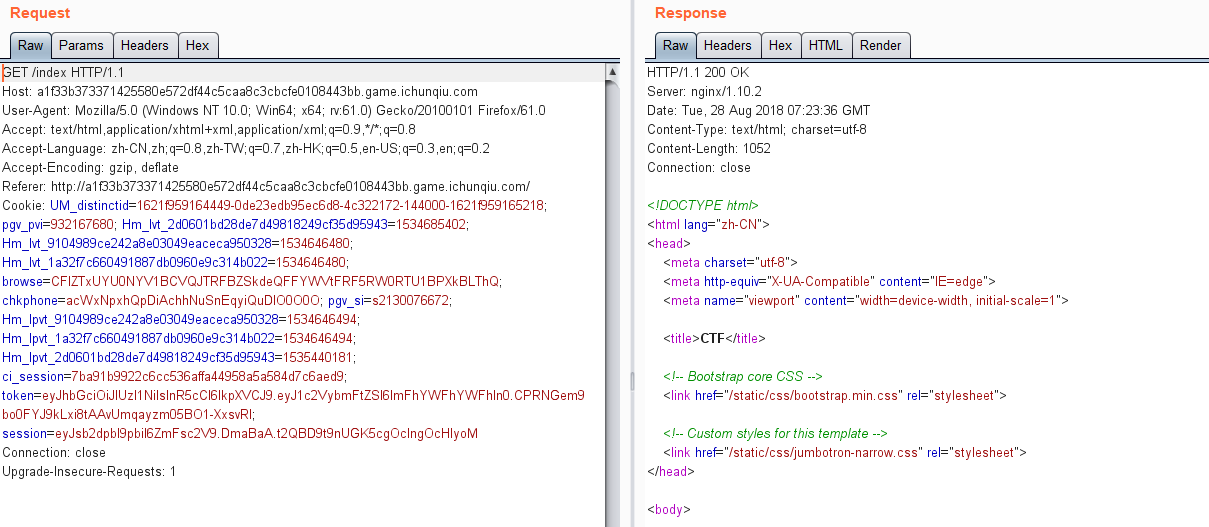 Request
Raw Params Headers Hex
GET /index HTTP/1.1
Host: a1f33b373371425580e572df44c5caa8c3cbcfe0108443bb.game.ichunqiu.com
User-Agent: Mozilla/5.0 (Windows NT 10.0; Win64; x64; rv:61.0) Gecko/20100101 Firefox/61.0
Accept: text/html,application/xhtml+xml,application/xml;q=0.9,*/*;q=0.8
Accept-Language: zh-CN,zh;q=0.8,zh-TW;q=0.7,zh-HK;q=0.5,en-US;q=0.3,en;q=0.2
Accept-Encoding: gzip, deflate
Referer: http://a1f33b373371425580e572df44c5caa8c3cbcfe0108443bb.game.ichunqiu.com/
Cookie: UM_distinctid=1621f959164449-0de23edb95ec6d8-4c322172-144000-1621f959165218;
pgv_pvi=932167680; Hm_lvt_2d0601bd28de7d49818249cf35d95943=1534685402;
Hm_lvt_9104989ce242a8e03049eaceca950328=1534646480;
Hm_lvt_1a32f7c660491887db0960e9c314b022=1534646480;
browse=CFlZTxUYU0NYV1BCVQJTRFBZSkdeQFFYWVtFRF5RW0RTU1BPXkBLThQ;
chkphone=acWxNpxhQpDiAchhNuSnEqyiQuDIO0O0O; pgv_si=s2130076672;
Hm_lpvt_9104989ce242a8e03049eaceca950328=1534646494;
Hm_lpvt_1a32f7c660491887db0960e9c314b022=1534646494;
Hm_lpvt_2d0601bd28de7d49818249cf35d95943=1535440181;
ci_session=7ba91b9922c6cc536affa44958a5a584d7c6aed9;
token=eyJhbGciOiJIUzI1NiIsInR5cCI6IkpXVCJ9.eyJ1c2VybmFtZSI6ImFhYWFhYWFhIn0.CPRNGem9
bo0FYJ9kLxi8tAAvUmqayzm05BO1-XxsvRI;
session=eyJsb2dpbiI9pbiI6ZmFsc2V9.DmaBaA.t2QBD9t9nUGK5cgOcIngOcHIyoM
Connection: close
Upgrade-Insecure-Requests: 1
Response
Raw Headers Hex HTML Render
HTTP/1.1 200 OK
Server: nginx/1.10.2
Date: Tue, 28 Aug 2018 07:23:36 GMT
Content-Type: text/html; charset=utf-8
Content-Length: 1052
Connection: close
<!DOCTYPE html>
<html lang="zh-CN">
<head>
<meta charset="utf-8">
<meta http-equiv="X-UA-Compatible" content="IE=edge">
<meta name="viewport" content="width=device-width, initial-scale=1">
<title>CTF</title>
<!-- Bootstrap core CSS -->
<link href="/static/css/bootstrap.min.css" rel="stylesheet">
<!-- Custom styles for this template -->
<link href="/static/css/jumbotron-narrow.css" rel="stylesheet">
</head>
<body>